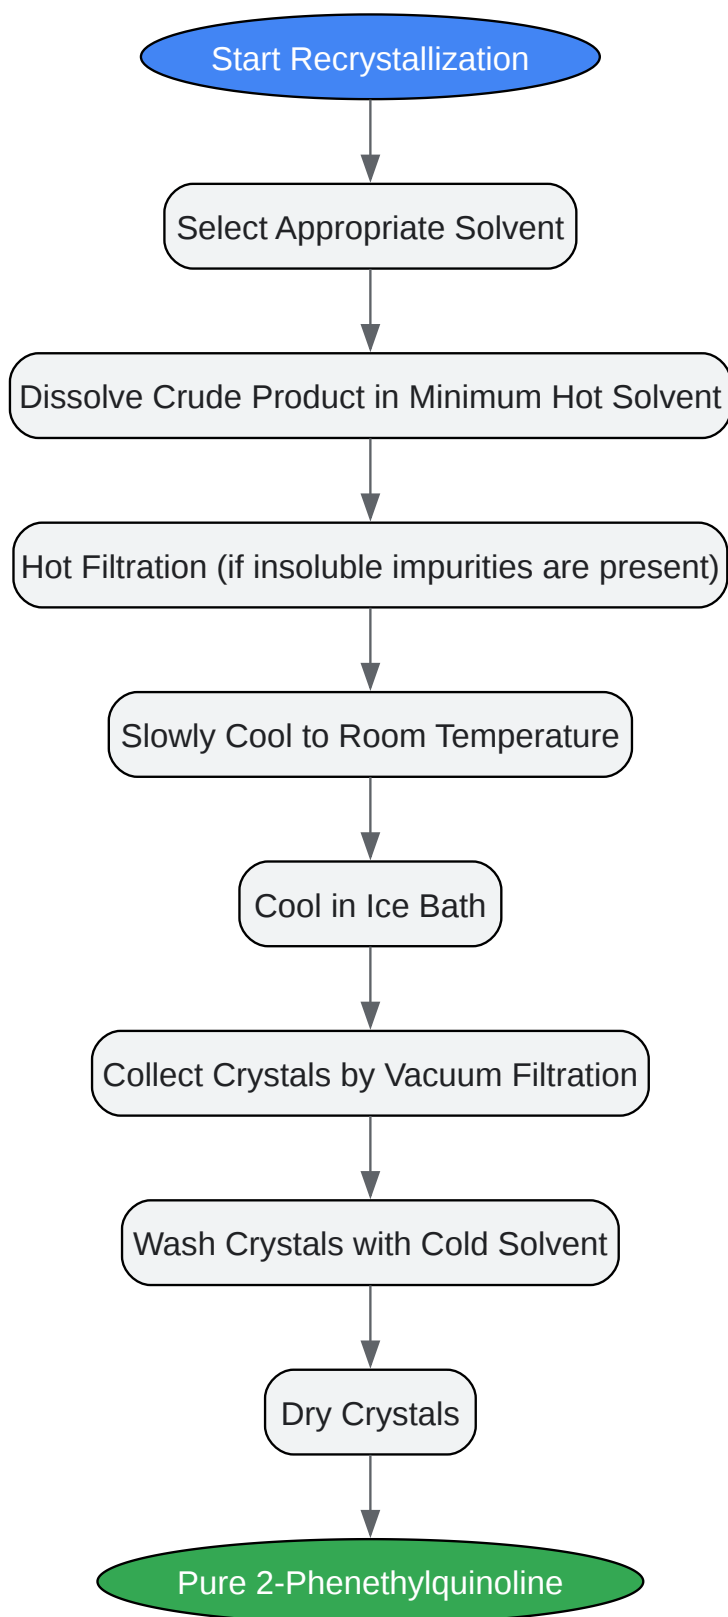 Start Recrystallization
Select Appropriate Solvent
Dissolve Crude Product in Minimum Hot Solvent
Hot Filtration (if insoluble impurities are present)
Slowly Cool to Room Temperature
Cool in Ice Bath
Collect Crystals by Vacuum Filtration
Wash Crystals with Cold Solvent
Dry Crystals
Pure 2-Phenethylquinoline